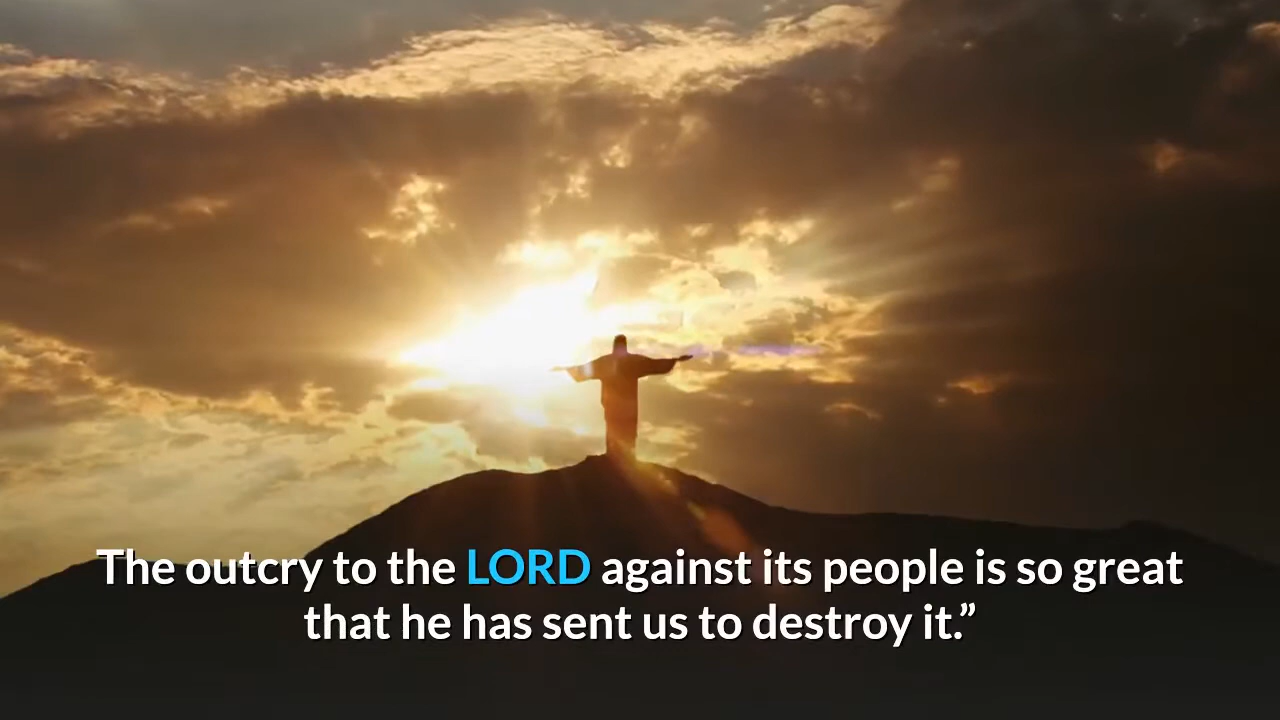 The outcry to the LORD against its people is so great
that he has sent us to destroy it.”